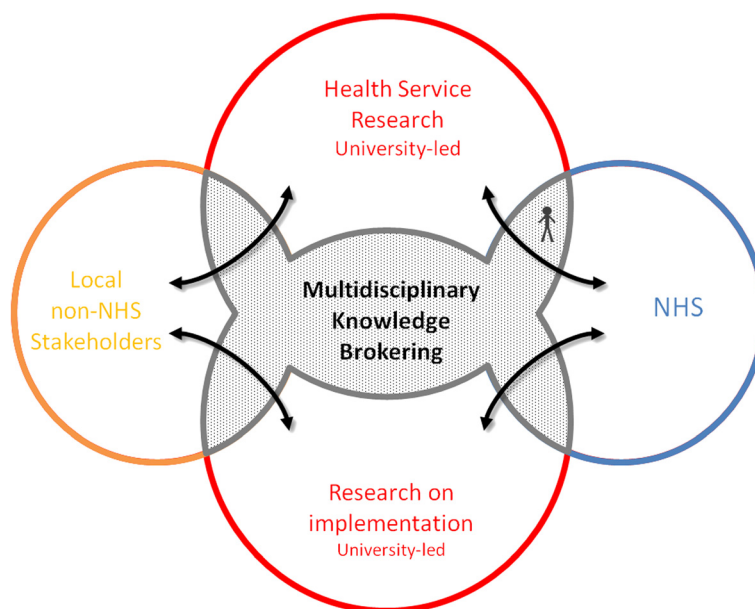 Health Service
Research
University-led
Local
non-NHS
Stakeholders
Multidisciplinary
Knowledge
Brokering
NHS
Research on
implementation
University-led